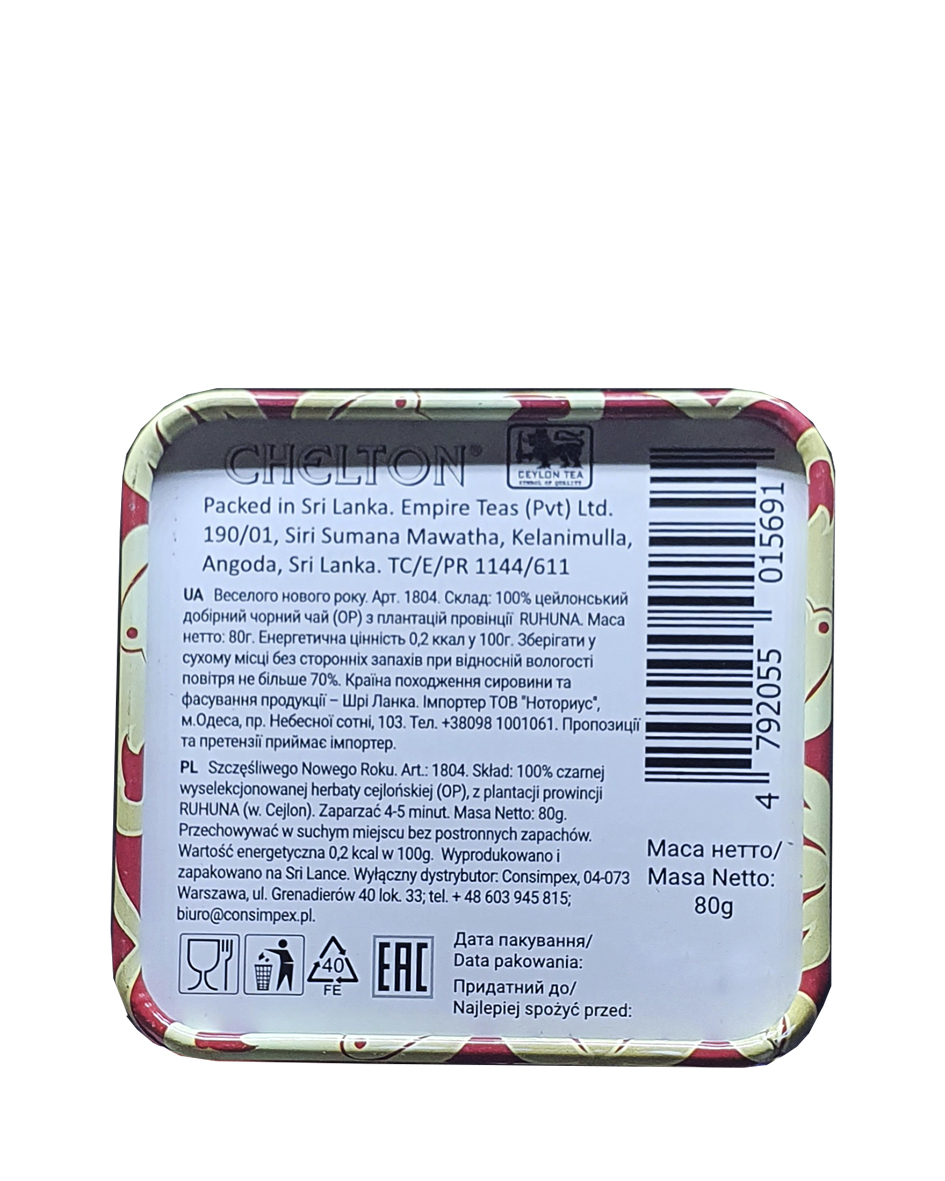 CHELTON®
CEYLON TEA
SYMBOL OF QUALITY
Packed in Sri Lanka. Empire Teas (Pvt) Ltd.
190/01, Siri Sumana Mawatha, Kelanimulla,
Angoda, Sri Lanka. TC/E/PR 1144/611
UA Веселого нового року. Арт. 1804. Склад: 100% цейлонський
добірний чорний чай (OP) з плантацій провінції RUHUNA. Маса
нетто: 80г. Енергетична цінність 0,2 ккал у 100г. Зберігати у
сухому місці без сторонніх запахів при відносній вологості
повітря не більше 70%. Країна походження сировини та
фасування продукції – Шрі Ланка. Імпортер ТОВ "Ноториус",
м.Одеса, пр. Небесної сотні, 103. Тел. +38098 1001061. Пропозиції
та претензії приймає імпортер.
PL Szczęśliwego Nowego Roku. Art.: 1804. Skład: 100% czarnej
wyselekcjonowanej herbaty cejlońskiej (OP), z plantacji prowincji
RUHUNA (w. Cejlon). Zaparzać 4-5 minut. Masa Netto: 80g.
Przechowywać w suchym miejscu bez postronnych zapachów.
Wartość energetyczna 0,2 kcal w 100g. Wyprodukowano i
zapakowano na Sri Lance. Wyłączny dystrybutor: Consimpex, 04-073
Warszawa, ul. Grenadierów 40 lok. 33; tel. + 48 603 945 815;
biuro@consimpex.pl.
40
FE
EAC
Дата пакування/
Data pakowania:
Придатний до/
Najlepiej spożyć przed:
4 792055 015691
Маса нетто/
Masa Netto:
80g